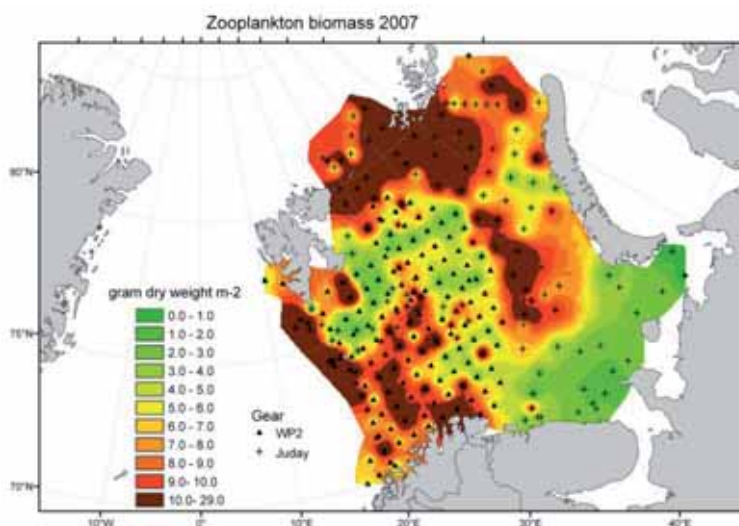 Zooplankton biomass 2007
80°N
75°N
70°N
gram dry weight m-2
0.0 - 1.0
1.0 - 2.0
2.0 - 3.0
3.0 - 4.0
4.0 - 5.0
5.0 - 6.0
6.0 - 7.0
7.0 - 8.0
8.0 - 9.0
9.0 - 10.0
10.0 - 29.0
Gear
WP2
Juday
10°W
0°E
10°E
20°E
30°E
40°E